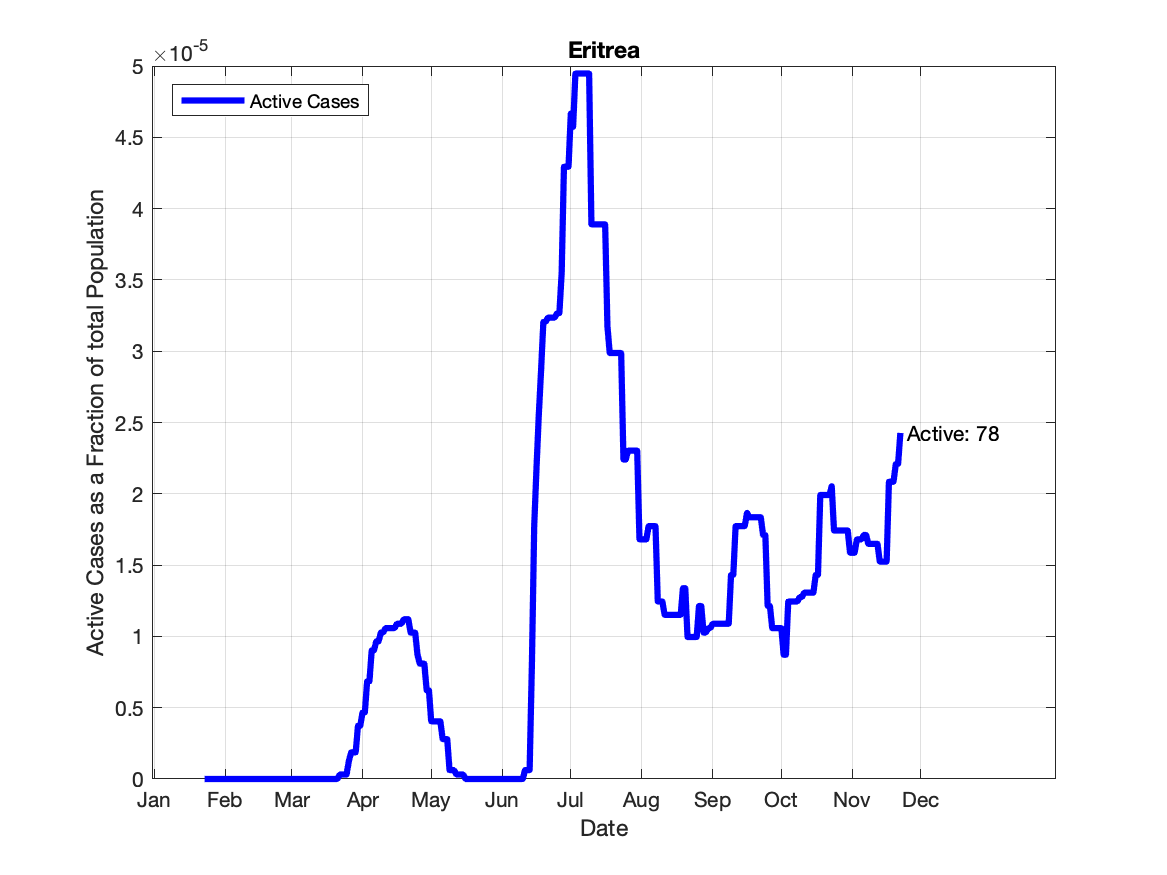 Eritrea
×10-5
5
4.5
4
3.5
3
2.5
2
1.5
1
0.5
0
Active Cases as a Fraction of total Population
Active Cases
Active: 78
Jan Feb Mar Apr May Jun Jul Aug Sep Oct Nov Dec
Date